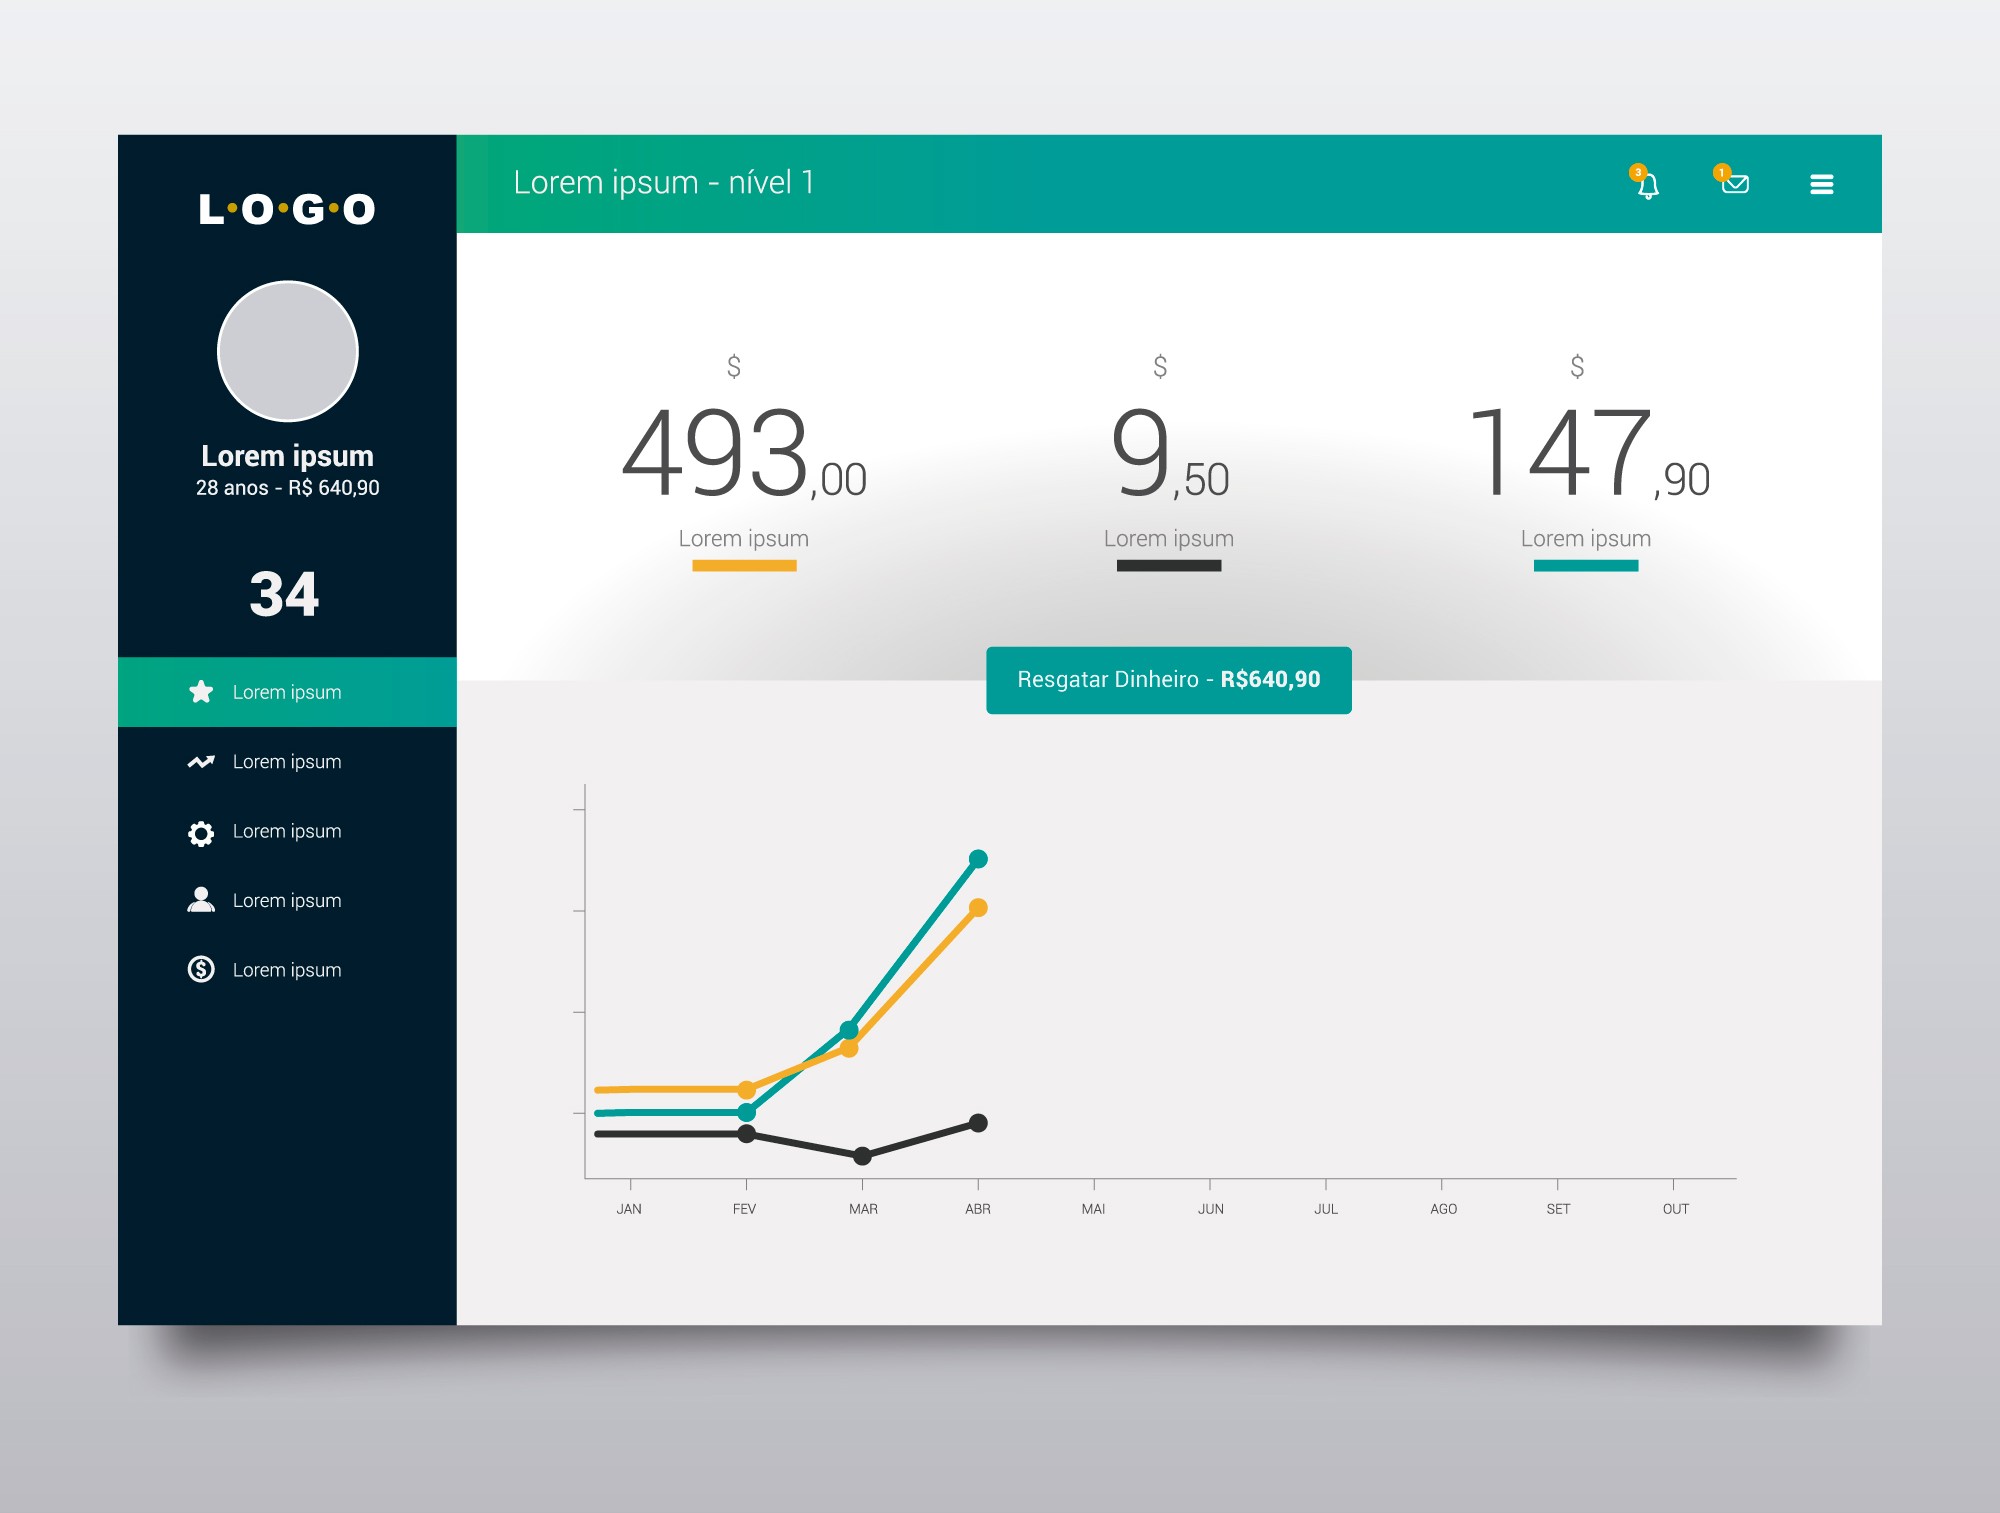 L•O•G•O
Lorem ipsum
28 anos - R$ 640,90
34
Lorem ipsum
Lorem ipsum
Lorem ipsum
Lorem ipsum
$ Lorem ipsum
Lorem ipsum - nível 1
3
1
$
493,00
Lorem ipsum
$
9,50
Lorem ipsum
$
147,90
Lorem ipsum
Resgatar Dinheiro - R$640,90
JAN FEV MAR ABR MAI JUN JUL AGO SET OUT